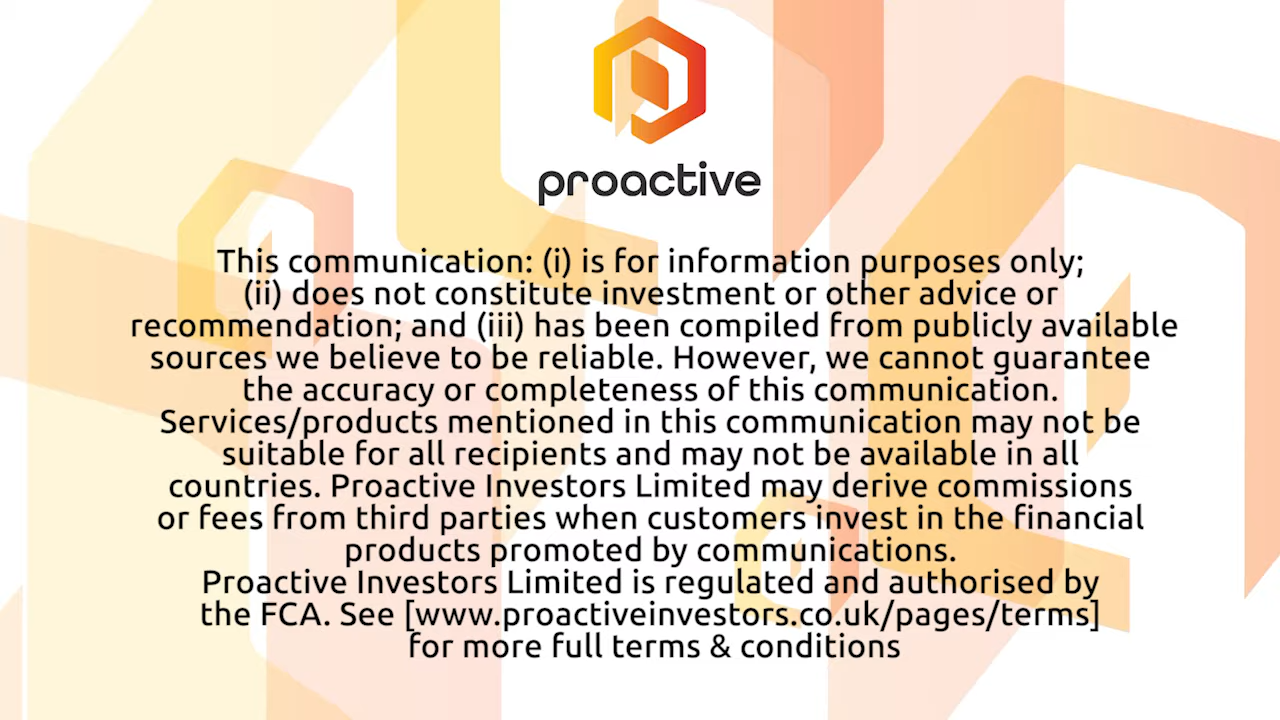 proactive
This communication: (i) is for information purposes only;
(ii) does not constitute investment or other advice or
recommendation; and (iii) has been compiled from publicly available
sources we believe to be reliable. However, we cannot guarantee
the accuracy or completeness of this communication.
Services/products mentioned in this communication may not be
suitable for all recipients and may not be available in all
countries. Proactive Investors Limited may derive commissions
or fees from third parties when customers invest in the financial
products promoted by communications.
Proactive Investors Limited is regulated and authorised by
the FCA. See [www.proactiveinvestors.co.uk/pages/terms]
for more full terms & conditions